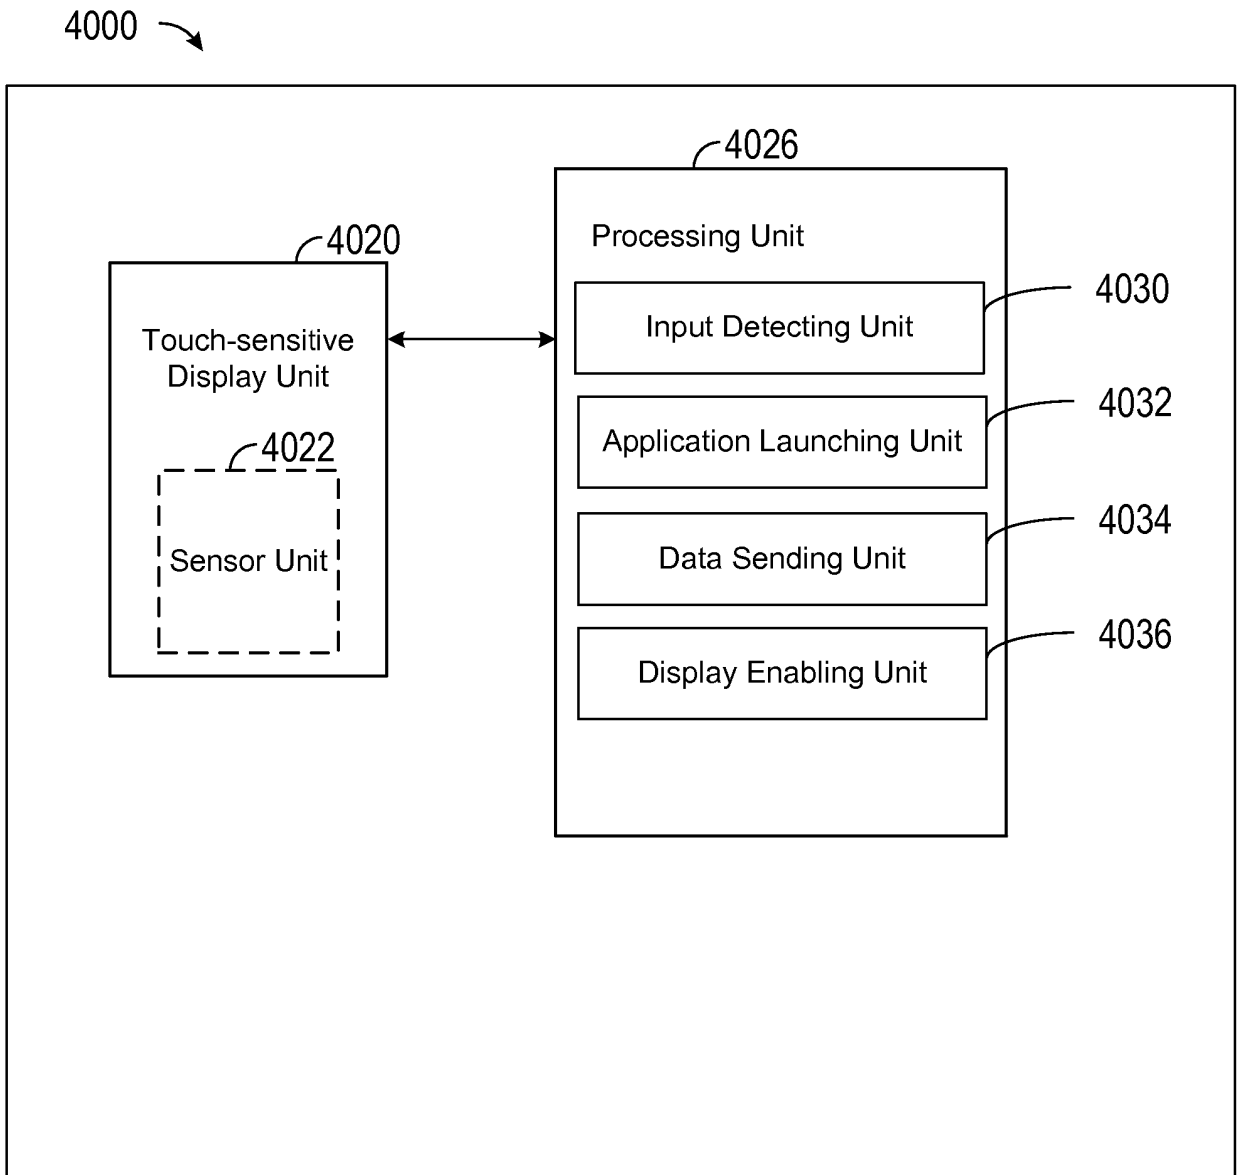 4000
4026
Processing Unit
4020
Touch-sensitive
Display Unit
4022
Sensor Unit
Input Detecting Unit
4030
Application Launching Unit
4032
Data Sending Unit
4034
Display Enabling Unit
4036